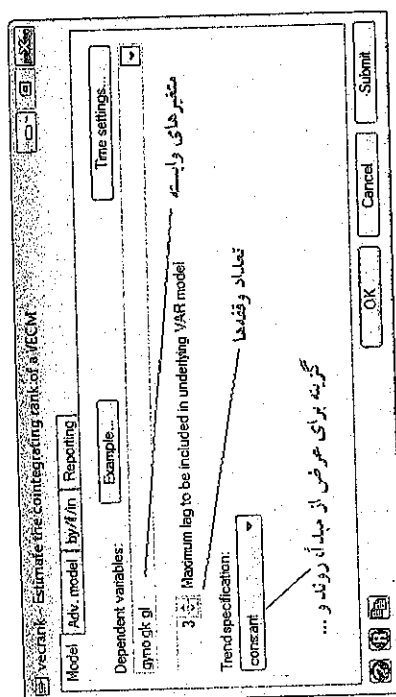 vecrank - Estimate the cointegrating rank of a VECM
Model Adv. model by/if/in Reporting
Dependent variables: Example... Time settings...
gyno gk gl
متغیرهای وابسته
3 Maximum lag to be included in underlying VAR model
تعداد وقفه‌ها
Trend specification:
constant
گزینه برای عرض از مبدأ، روند و ...
OK Cancel Submit